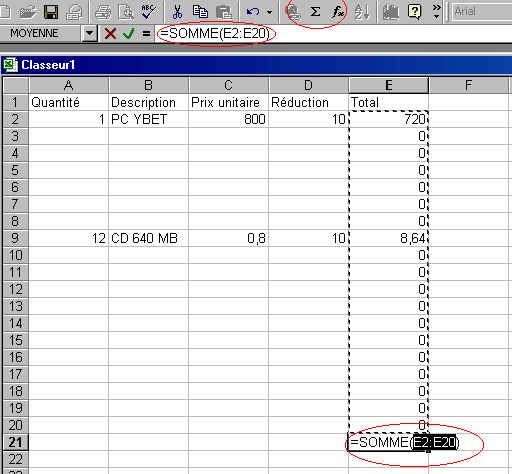 ABC Σ fx A Z Arial
MOYENNE = =SOMME(E2:E20)
Classeur1
A B C D E F
1 Quantité Description Prix unitaire Réduction Total
2 1 PC YBET 800 10 720
3 0
4 0
5 0
6 0
7 0
8 0
9 12 CD 640 MB 0,8 10 8,64
10 0
11 0
12 0
13 0
14 0
15 0
16 0
17 0
18 0
19 0
20 0
21 =SOMME(E2:E20)
22